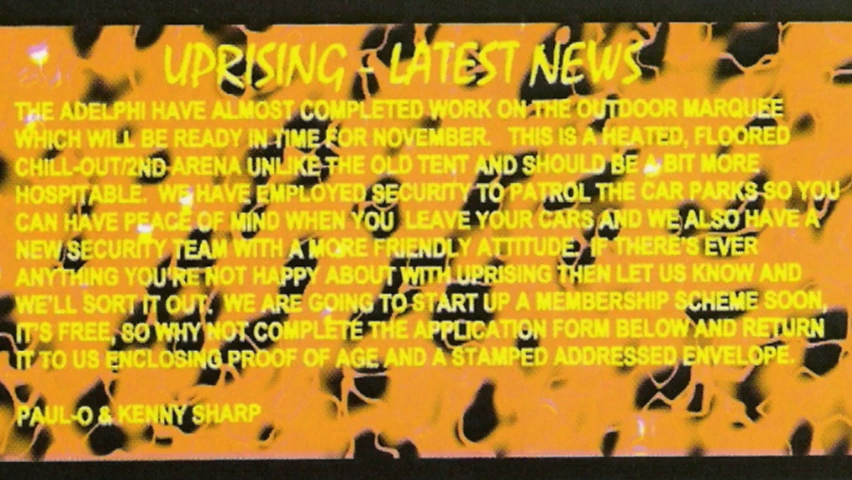 UPRISING - LATEST NEWS
THE ADELPHI HAVE ALMOST COMPLETED WORK ON THE OUTDOOR MARQUEE
WHICH WILL BE READY IN TIME FOR NOVEMBER. THIS IS A HEATED, FLOORED
CHILL-OUT/2ND ARENA UNLIKE THE OLD TENT AND SHOULD BE A BIT MORE
HOSPITABLE. WE HAVE EMPLOYED SECURITY TO PATROL THE CAR PARKS SO YOU
CAN HAVE PEACE OF MIND WHEN YOU LEAVE YOUR CARS AND WE ALSO HAVE A
NEW SECURITY TEAM WITH A MORE FRIENDLY ATTITUDE. IF THERE'S EVER
ANYTHING YOU'RE NOT HAPPY ABOUT WITH UPRISING THEN LET US KNOW AND
WE'LL SORT IT OUT. WE ARE GOING TO START UP A MEMBERSHIP SCHEME SOON,
IT'S FREE, SO WHY NOT COMPLETE THE APPLICATION FORM BELOW AND RETURN
IT TO US ENCLOSING PROOF OF AGE AND A STAMPED ADDRESSED ENVELOPE.
PAUL-O & KENNY SHARP